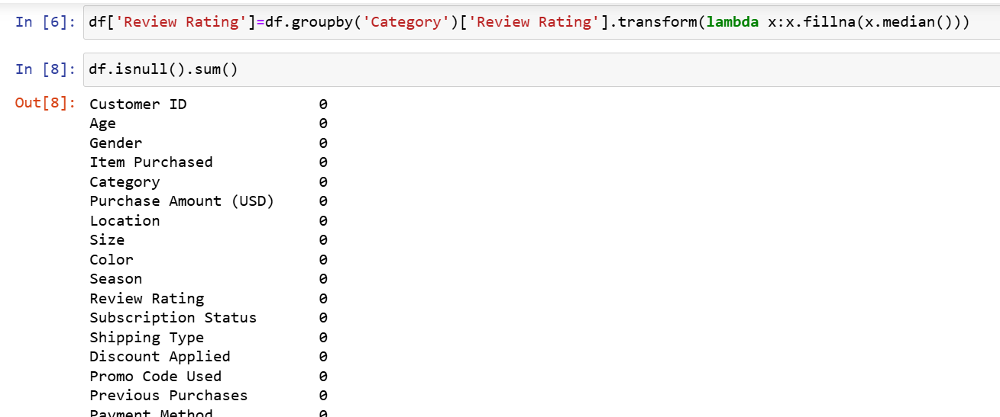 In [6]: df['Review Rating']=df.groupby('Category')['Review Rating'].transform(lambda x:x.fillna(x.median()))
In [8]: df.isnull().sum()
Out[8]: Customer ID 0
Age 0
Gender 0
Item Purchased 0
Category 0
Purchase Amount (USD) 0
Location 0
Size 0
Color 0
Season 0
Review Rating 0
Subscription Status 0
Shipping Type 0
Discount Applied 0
Promo Code Used 0
Previous Purchases 0
Payment Method 0